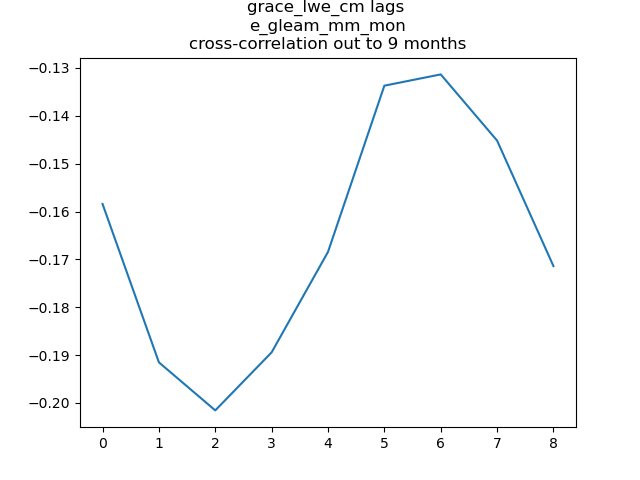 grace_lwe_cm lags
e_gleam_mm_mon
cross-correlation out to 9 months
−0.13
−0.14
−0.15
−0.16
−0.17
−0.18
−0.19
−0.20
0 1 2 3 4 5 6 7 8